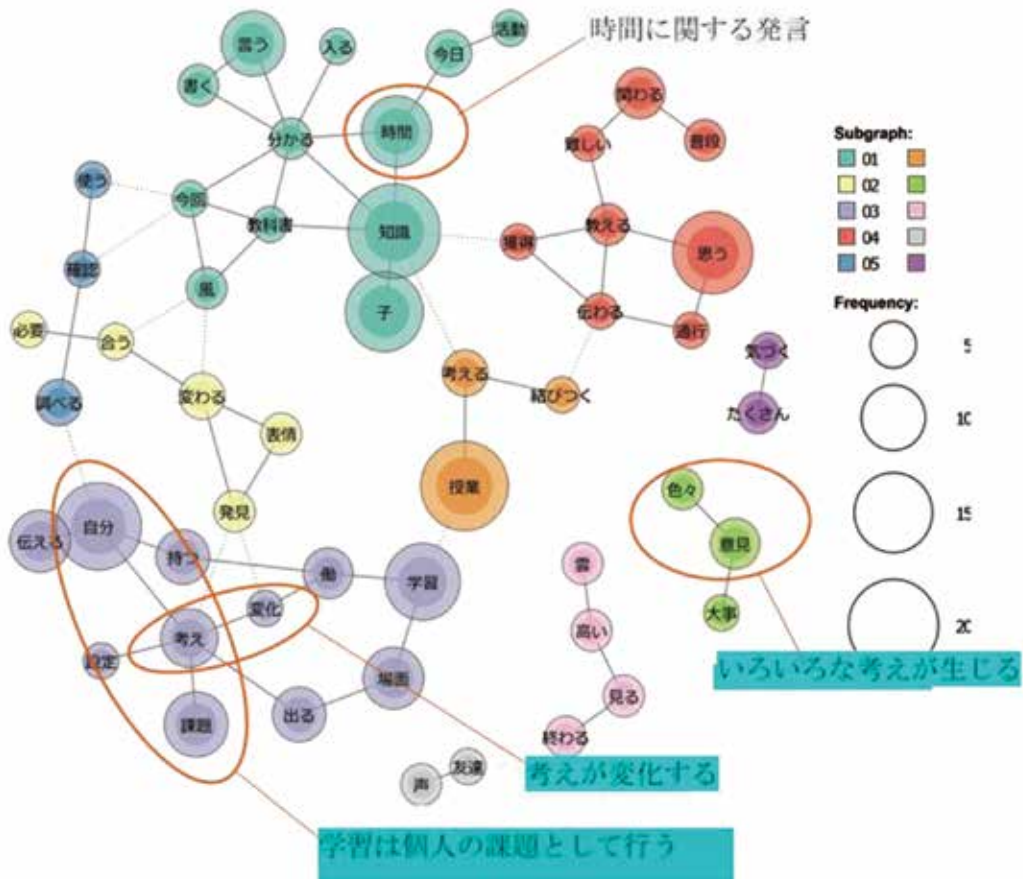 時間に関する発言
活動
言う
入る
今日
書く
時間
分かる
関わる
普段
難しい
使う
今回
教科書
知識
獲得
教える
思う
確認
風
子
伝わる
通行
必要
合う
変わる
考える
結びつく
気づく
たくさん
調べる
表情
授業
発見
色々
意見
大事
自分
伝える
持つ
働
学習
変化
考え
設定
課題
出る
場面
雲
高い
見る
終わる
友達
声
Subgraph:
01
02
03
04
05
Frequency:
5
いろいろな考えが生じる
考えが変化する
学習は個人の課題として行う